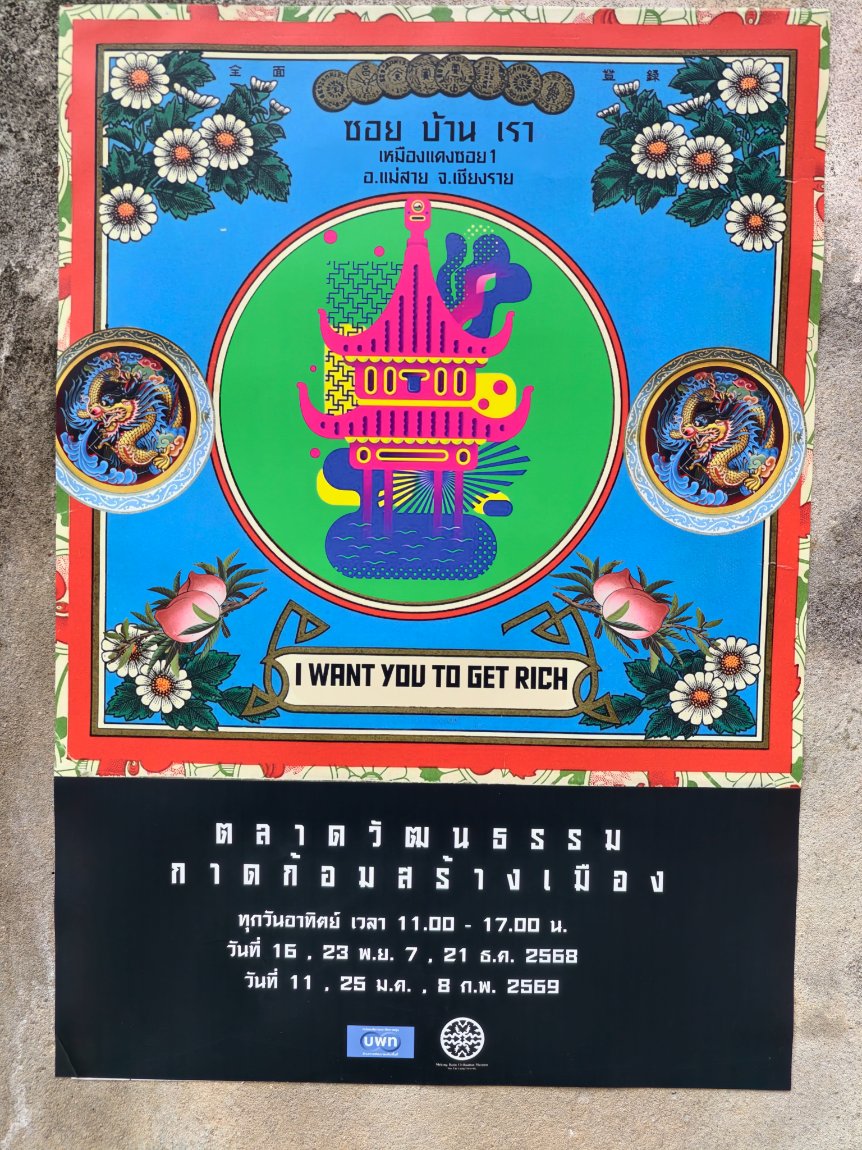 全面
登録
ซอย บ้าน เรา
เหมืองแดงซอย 1
อ.แม่สาย จ.เชียงราย
I WANT YOU TO GET RICH
ตลาดวัฒนธรรม
กาดก้อมสร้างเมือง
ทุกวันอาทิตย์ เวลา 11.00 - 17.00 น.
วันที่ 16 , 23 พ.ย. 7 , 21 ธ.ค. 2568
วันที่ 11 , 25 ม.ค. , 8 ก.พ. 2569
บพท